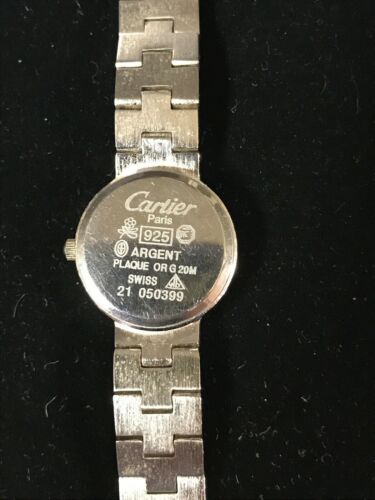 Cartier
Paris
925
ARGENT
PLAQUE OR G 20M
SWISS
21 050399